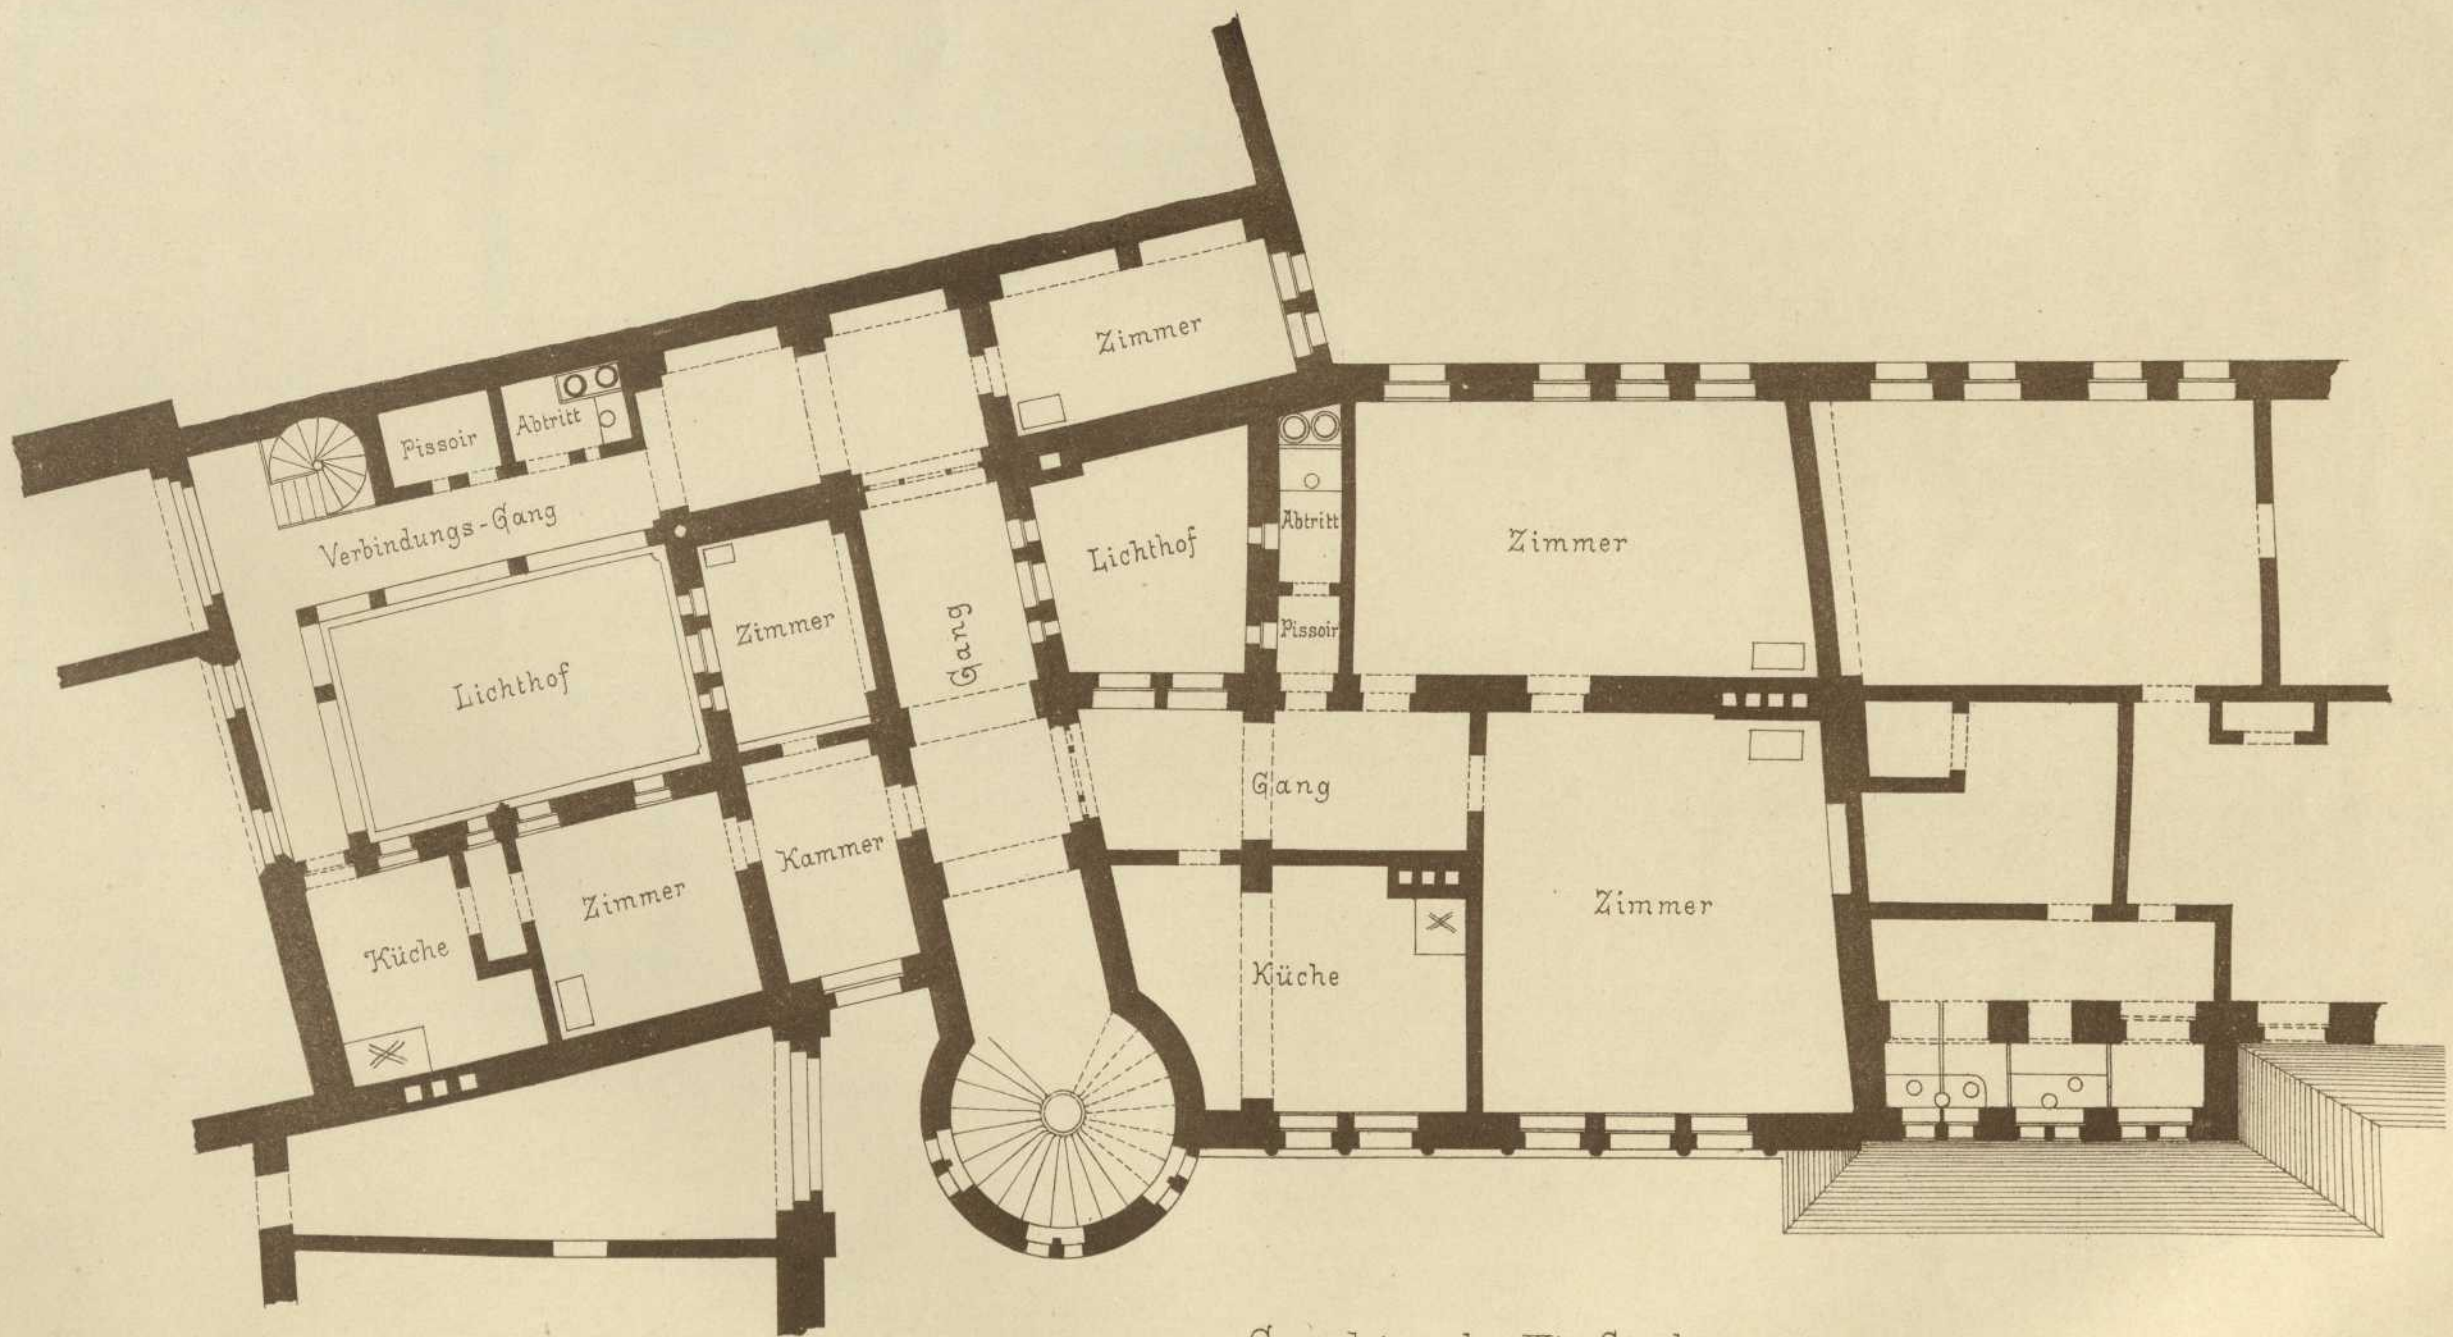 Zimmer
Pissoir
Abtritt
Verbindungs-Gang
Lichthof
Abtritt
Zimmer
Zimmer
Gang
Pissoir
Lichthof
Gang
Kammer
Zimmer
Zimmer
Küche
Küche